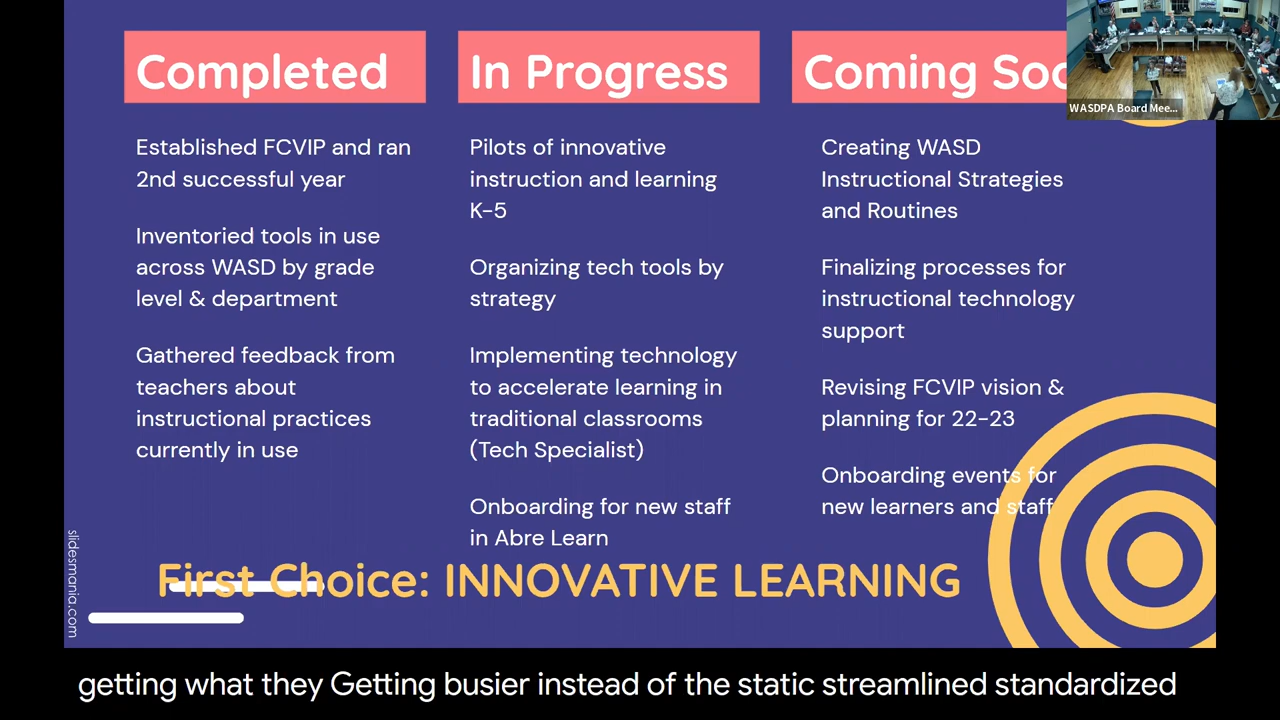 Completed
Established FCVIP and ran
2nd successful year
Inventoried tools in use
across WASD by grade
level & department
Gathered feedback from
teachers about
instructional practices
currently in use
In Progress
Pilots of innovative
instruction and learning
K-5
Organizing tech tools by
strategy
Implementing technology
to accelerate learning in
traditional classrooms
(Tech Specialist)
Onboarding for new staff
in Abre Learn
Coming Soo
Creating WASD
Instructional Strategies
and Routines
Finalizing processes for
instructional technology
support
Revising FCVIP vision &
planning for 22-23
Onboarding events for
new learners and staff
WASDPA Board Mee...
First Choice: INNOVATIVE LEARNING
slidesmania.com
getting what they Getting busier instead of the static streamlined standardized